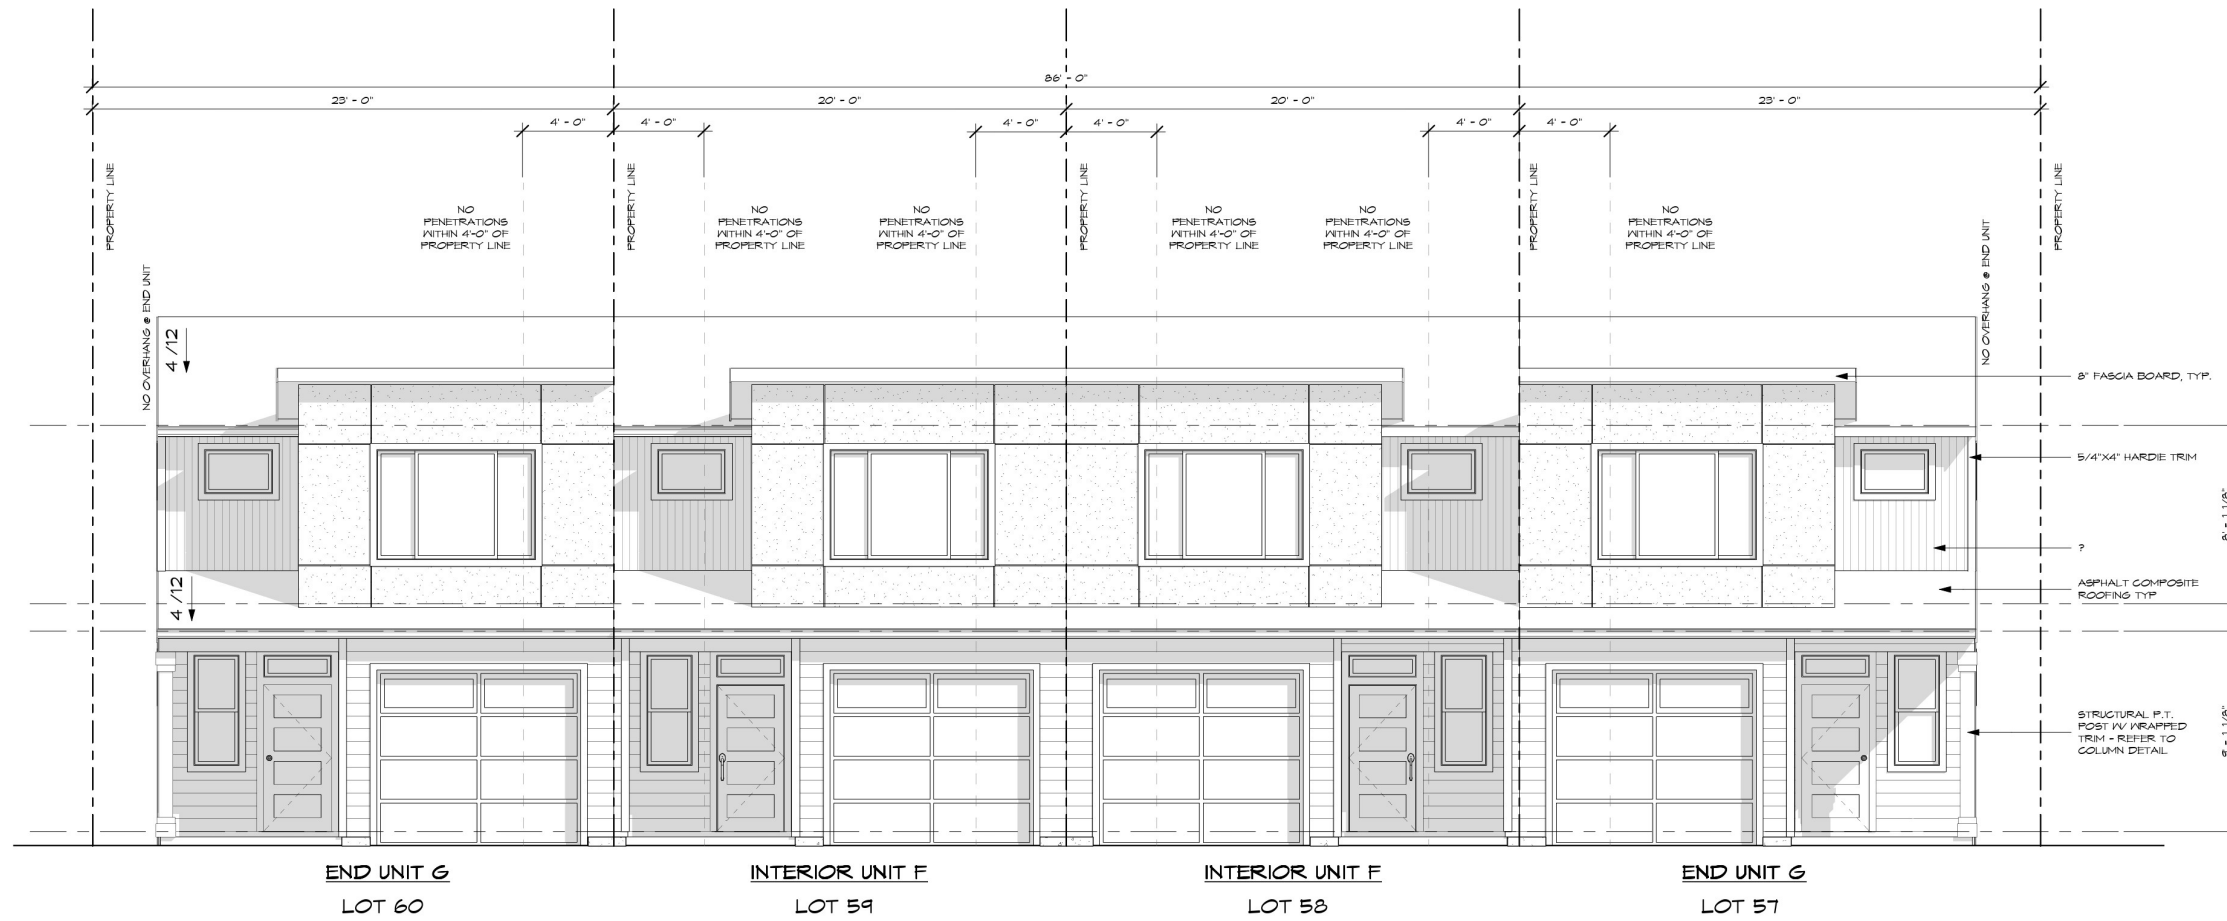 86' - 0"
23' - 0"
20' - 0"
20' - 0"
23' - 0"
4' - 0"
4' - 0"
4' - 0"
4' - 0"
4' - 0"
4' - 0"
PROPERTY LINE
PROPERTY LINE
PROPERTY LINE
PROPERTY LINE
PROPERTY LINE
NO
PENETRATIONS
WITHIN 4'-0" OF
PROPERTY LINE
NO
PENETRATIONS
WITHIN 4'-0" OF
PROPERTY LINE
NO
PENETRATIONS
WITHIN 4'-0" OF
PROPERTY LINE
NO
PENETRATIONS
WITHIN 4'-0" OF
PROPERTY LINE
NO
PENETRATIONS
WITHIN 4'-0" OF
PROPERTY LINE
NO
PENETRATIONS
WITHIN 4'-0" OF
PROPERTY LINE
NO OVERHANG @ END UNIT
NO OVERHANG @ END UNIT
4 /12
4 /12
8" FASCIA BOARD, TYP.
5/4"X4" HARDIE TRIM
?
ASPHALT COMPOSITE
ROOFING TYP
STRUCTURAL P.T.
POST W/ WRAPPED
TRIM - REFER TO
COLUMN DETAIL
END UNIT G
LOT 60
INTERIOR UNIT F
LOT 59
INTERIOR UNIT F
LOT 58
END UNIT G
LOT 57